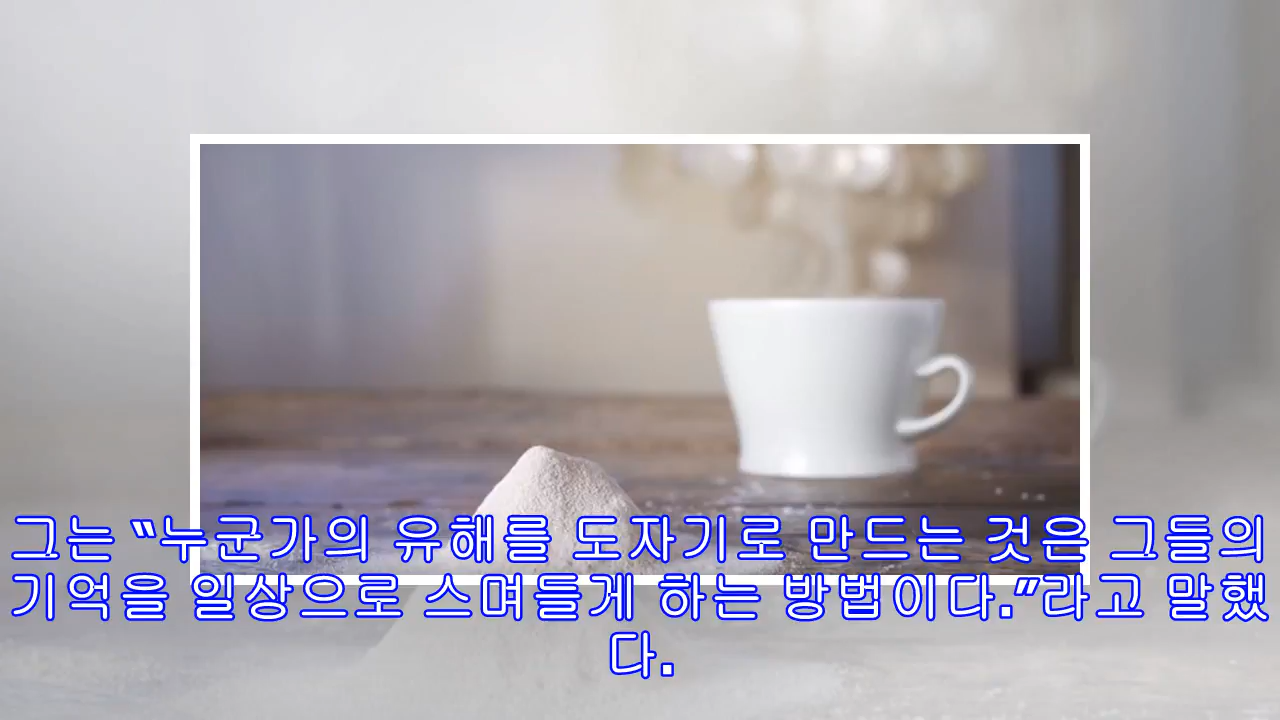 그는 “누군가의 유해를 도자기로 만드는 것은 그들의
기억을 일상으로 스며들게 하는 방법이다.”라고 말했
다.